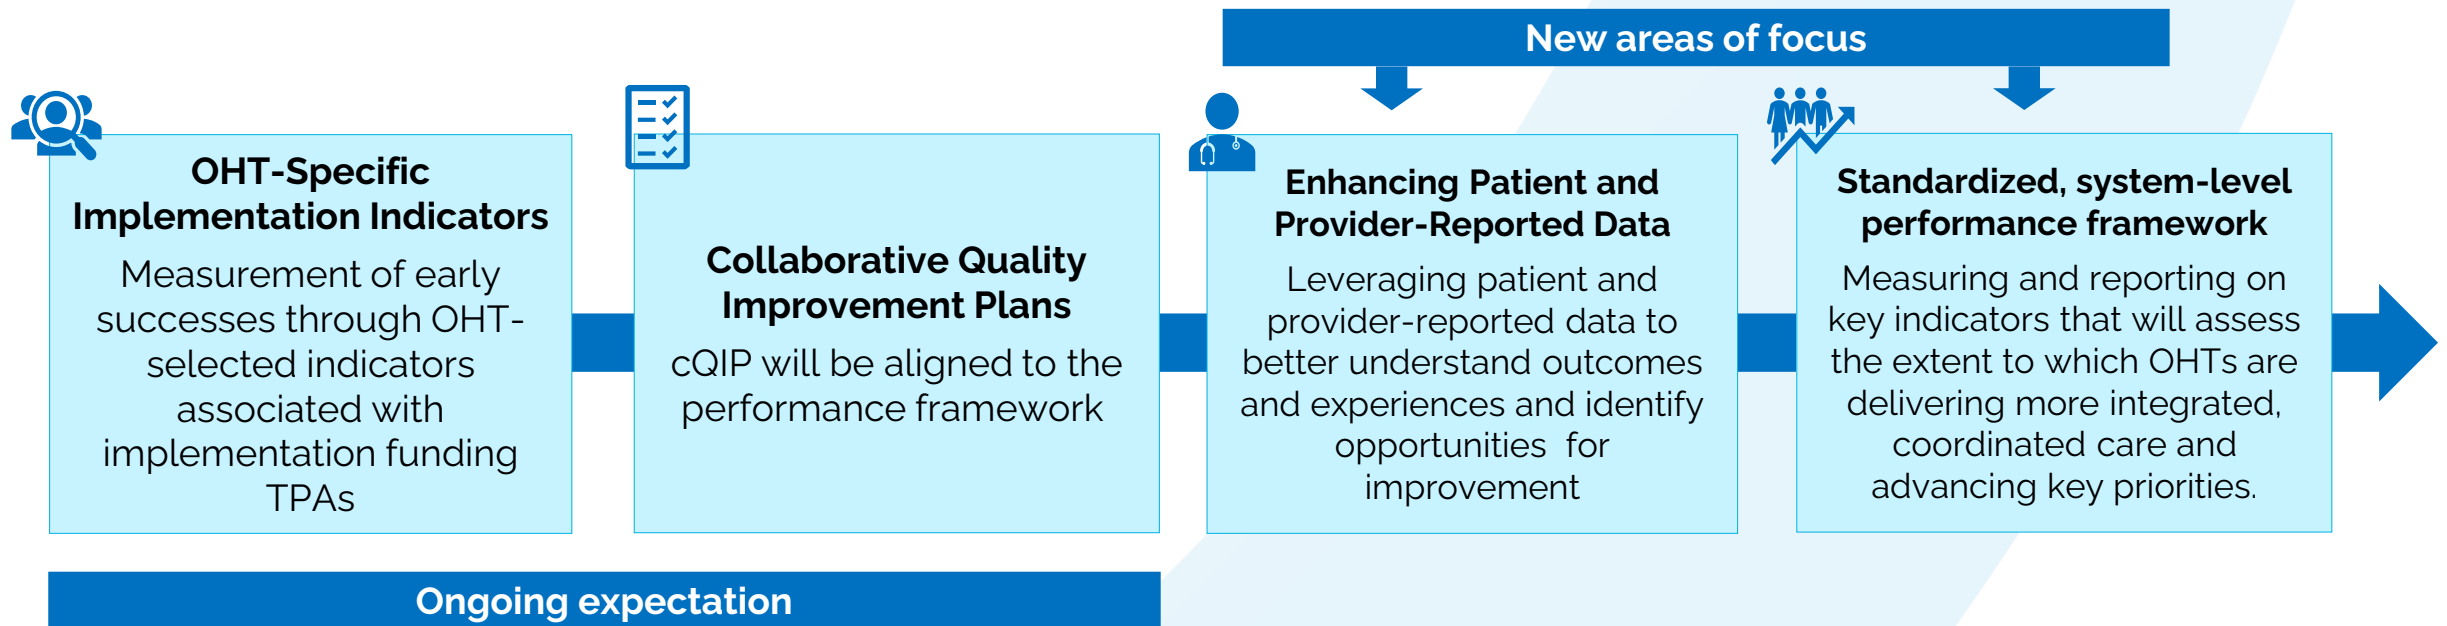 New areas of focus
OHT-Specific
Implementation Indicators
Measurement of early
successes through OHT-
selected indicators
associated with
implementation funding
TPAs
Collaborative Quality
Improvement Plans
cQIP will be aligned to the
performance framework
Enhancing Patient and
Provider-Reported Data
Leveraging patient and
provider-reported data to
better understand outcomes
and experiences and identify
opportunities for
improvement
Standardized, system-level
performance framework
Measuring and reporting on
key indicators that will assess
the extent to which OHTs are
delivering more integrated,
coordinated care and
advancing key priorities.
Ongoing expectation